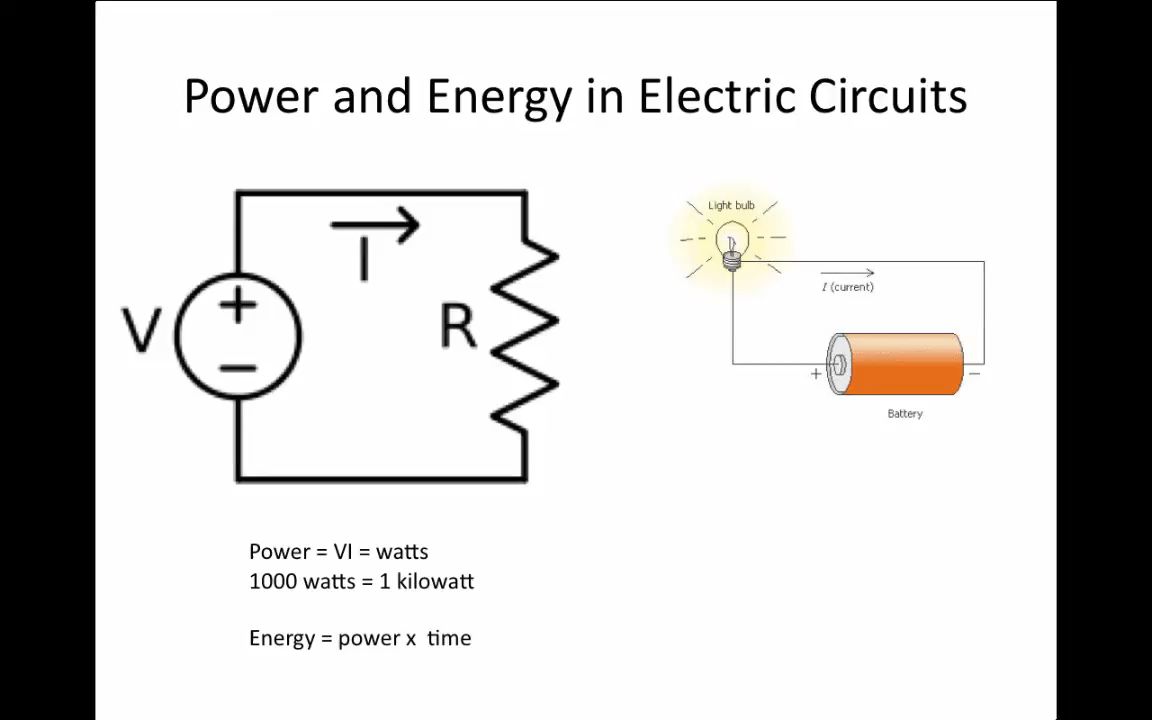 Power and Energy in Electric Circuits
V
+
−
I
R
Light bulb
I (current)
+
−
Battery
Power = VI = watts
1000 watts = 1 kilowatt
Energy = power x  time